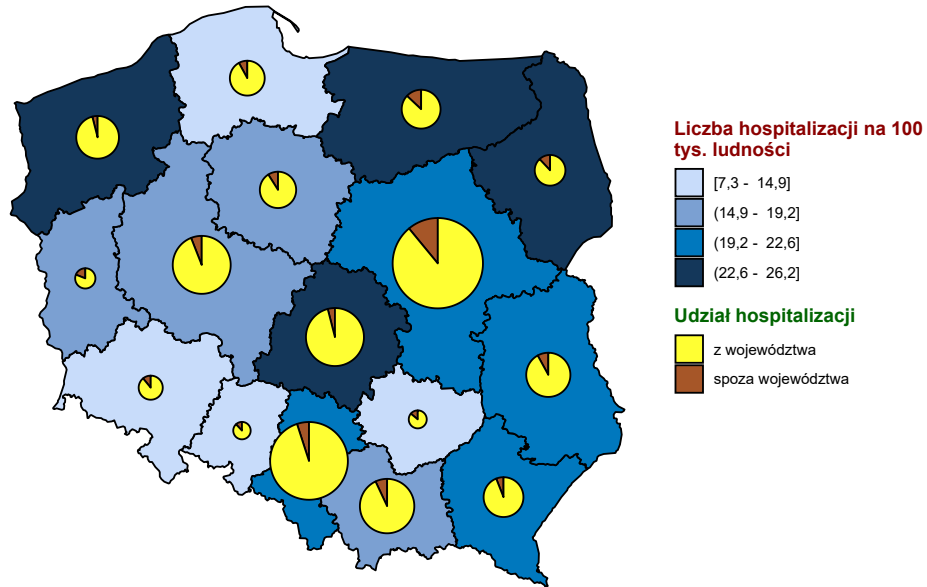 Liczba hospitalizacji na 100
tys. ludności
[7,3 - 14,9]
(14,9 - 19,2]
(19,2 - 22,6]
(22,6 - 26,2]
Udział hospitalizacji
z województwa
spoza województwa